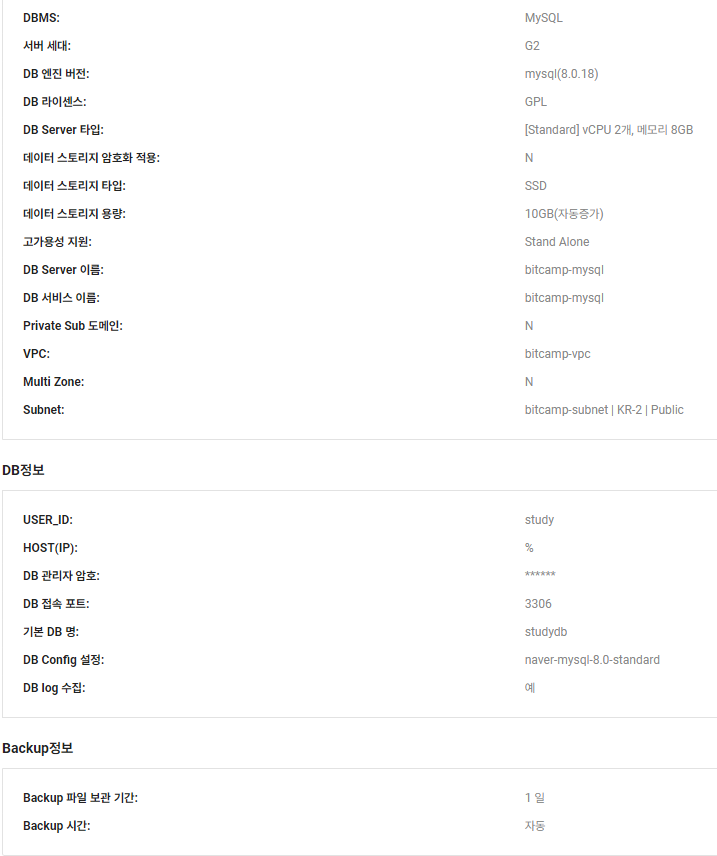 DBMS: MySQL
서버 세대: G2
DB 엔진 버전: mysql(8.0.18)
DB 라이센스: GPL
DB Server 타입: [Standard] vCPU 2개, 메모리 8GB
데이터 스토리지 암호화 적용: N
데이터 스토리지 타입: SSD
데이터 스토리지 용량: 10GB(자동증가)
고가용성 지원: Stand Alone
DB Server 이름: bitcamp-mysql
DB 서비스 이름: bitcamp-mysql
Private Sub 도메인: N
VPC: bitcamp-vpc
Multi Zone: N
Subnet: bitcamp-subnet | KR-2 | Public
DB정보
USER_ID: study
HOST(IP): %
DB 관리자 암호: ******
DB 접속 포트: 3306
기본 DB 명: studydb
DB Config 설정: naver-mysql-8.0-standard
DB log 수집: 예
Backup정보
Backup 파일 보관 기간: 1 일
Backup 시간: 자동